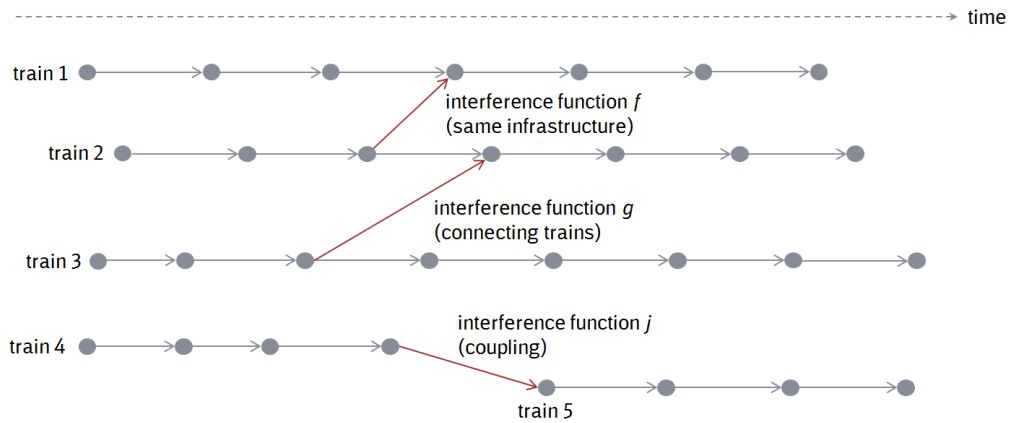 time
train 1
interference function f
(same infrastructure)
train 2
interference function g
(connecting trains)
train 3
interference function j
(coupling)
train 4
train 5